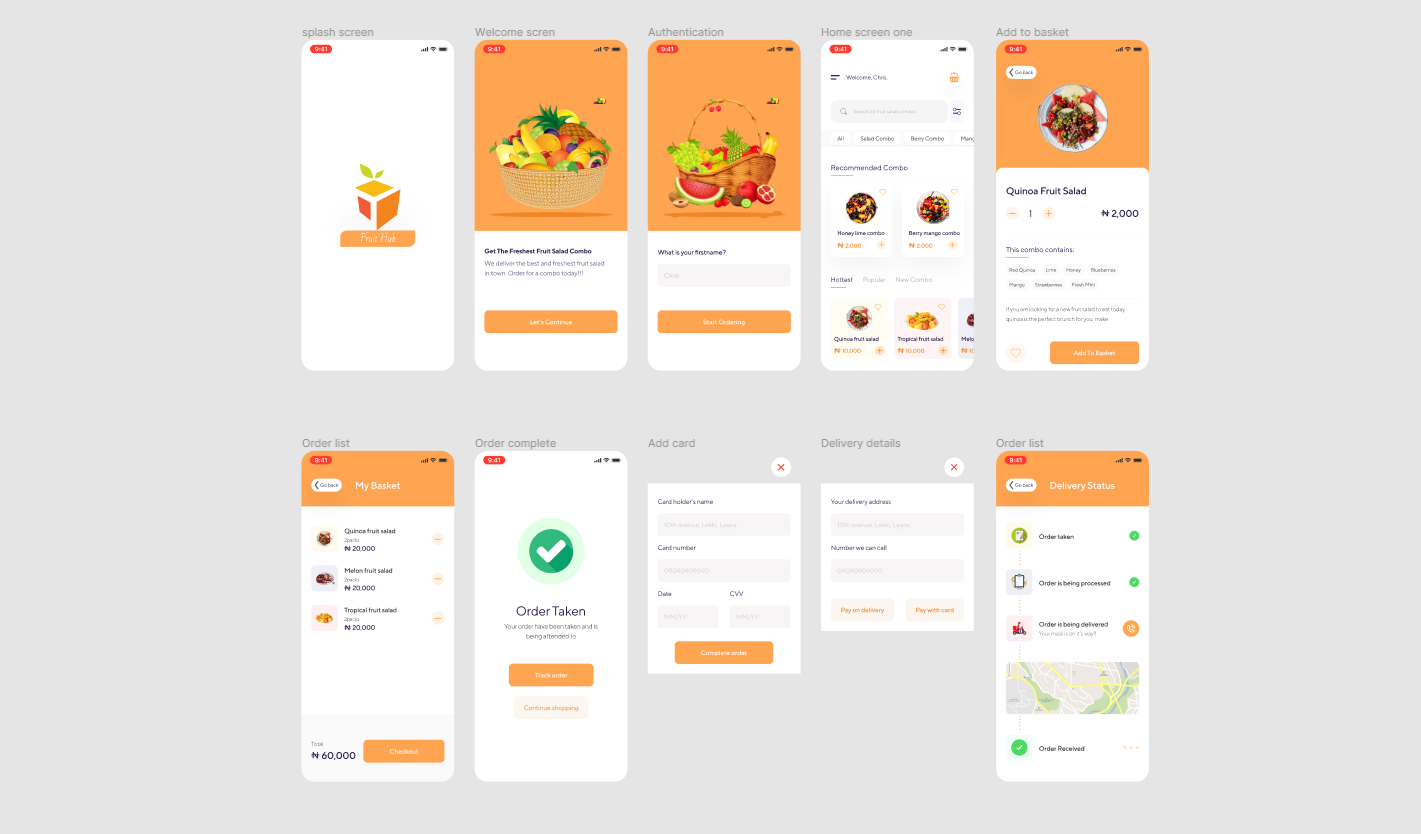 splash screen
9:41
Fruit Hub
Welcome scren
9:41
Get The Freshest Fruit Salad Combo
We deliver the best and freshest fruit salad
in town. Order for a combo today!!!
Let's Continue
Authentication
9:41
What is your firstname?
Chris
Start Ordering
Home screen one
9:41
Welcome, Chris.
Search for fruit salad combos
All Salad Combo Berry Combo Mang
Recommended Combo
Honey lime combo
₦ 2,000
Berry mango combo
₦ 2,000
Hottest Popular New Combo
Quinoa fruit salad
₦ 10,000
Tropical fruit salad
₦ 10,000
Melo
₦ 10
Add to basket
9:41
Go back
Quinoa Fruit Salad
1
₦ 2,000
This combo contains:
Red Quinoa Lime Honey Blueberries
Mango Strawberries Fresh Mint
If you are looking for a new fruit salad to eat today,
quinoa is the perfect brunch for you. make
Add To Basket
Order list
9:41
Go back
My Basket
Quinoa fruit salad
2packs
₦ 20,000
Melon fruit salad
2packs
₦ 20,000
Tropical fruit salad
2packs
₦ 20,000
Total
₦ 60,000
Checkout
Order complete
9:41
Order Taken
Your order have been taken and is
being attended to
Track order
Continue shopping
Add card
Card holder's name
10th avenue, Lekki, Lagos
Card number
09090909090
Date CVV
MM/YY MM/YY
Complete order
Delivery details
Your delivery address
10th avenue, Lekki, Lagos
Number we can call
09090909090
Pay on delivery Pay with card
Order list
9:41
Go back
Delivery Status
Order taken
Order is being processed
Order is being delivered
Your meal is on it's way!!
Order Received